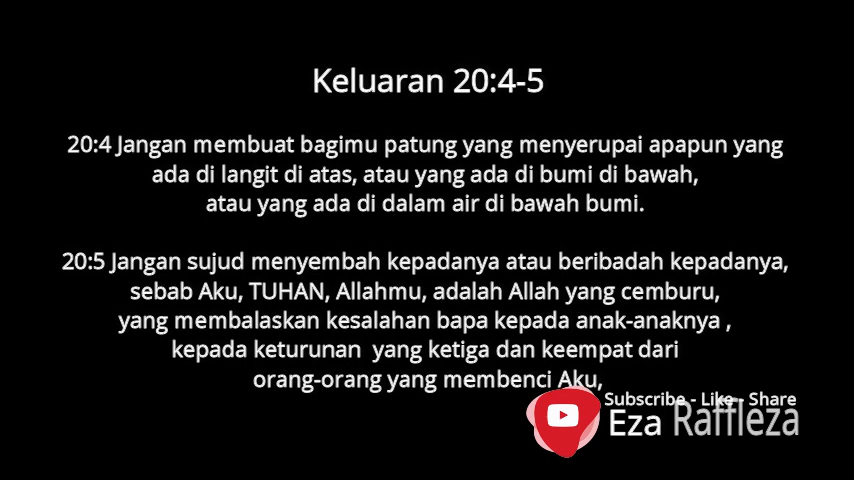 Keluaran 20:4-5
20:4 Jangan membuat bagimu patung yang menyerupai apapun yang
ada di langit di atas, atau yang ada di bumi di bawah,
atau yang ada di dalam air di bawah bumi.
20:5 Jangan sujud menyembah kepadanya atau beribadah kepadanya,
sebab Aku, TUHAN, Allahmu, adalah Allah yang cemburu,
yang membalaskan kesalahan bapa kepada anak-anaknya ,
kepada keturunan  yang ketiga dan keempat dari
orang-orang yang membenci Aku,
Subscribe - Like - Share
Eza Raffleza